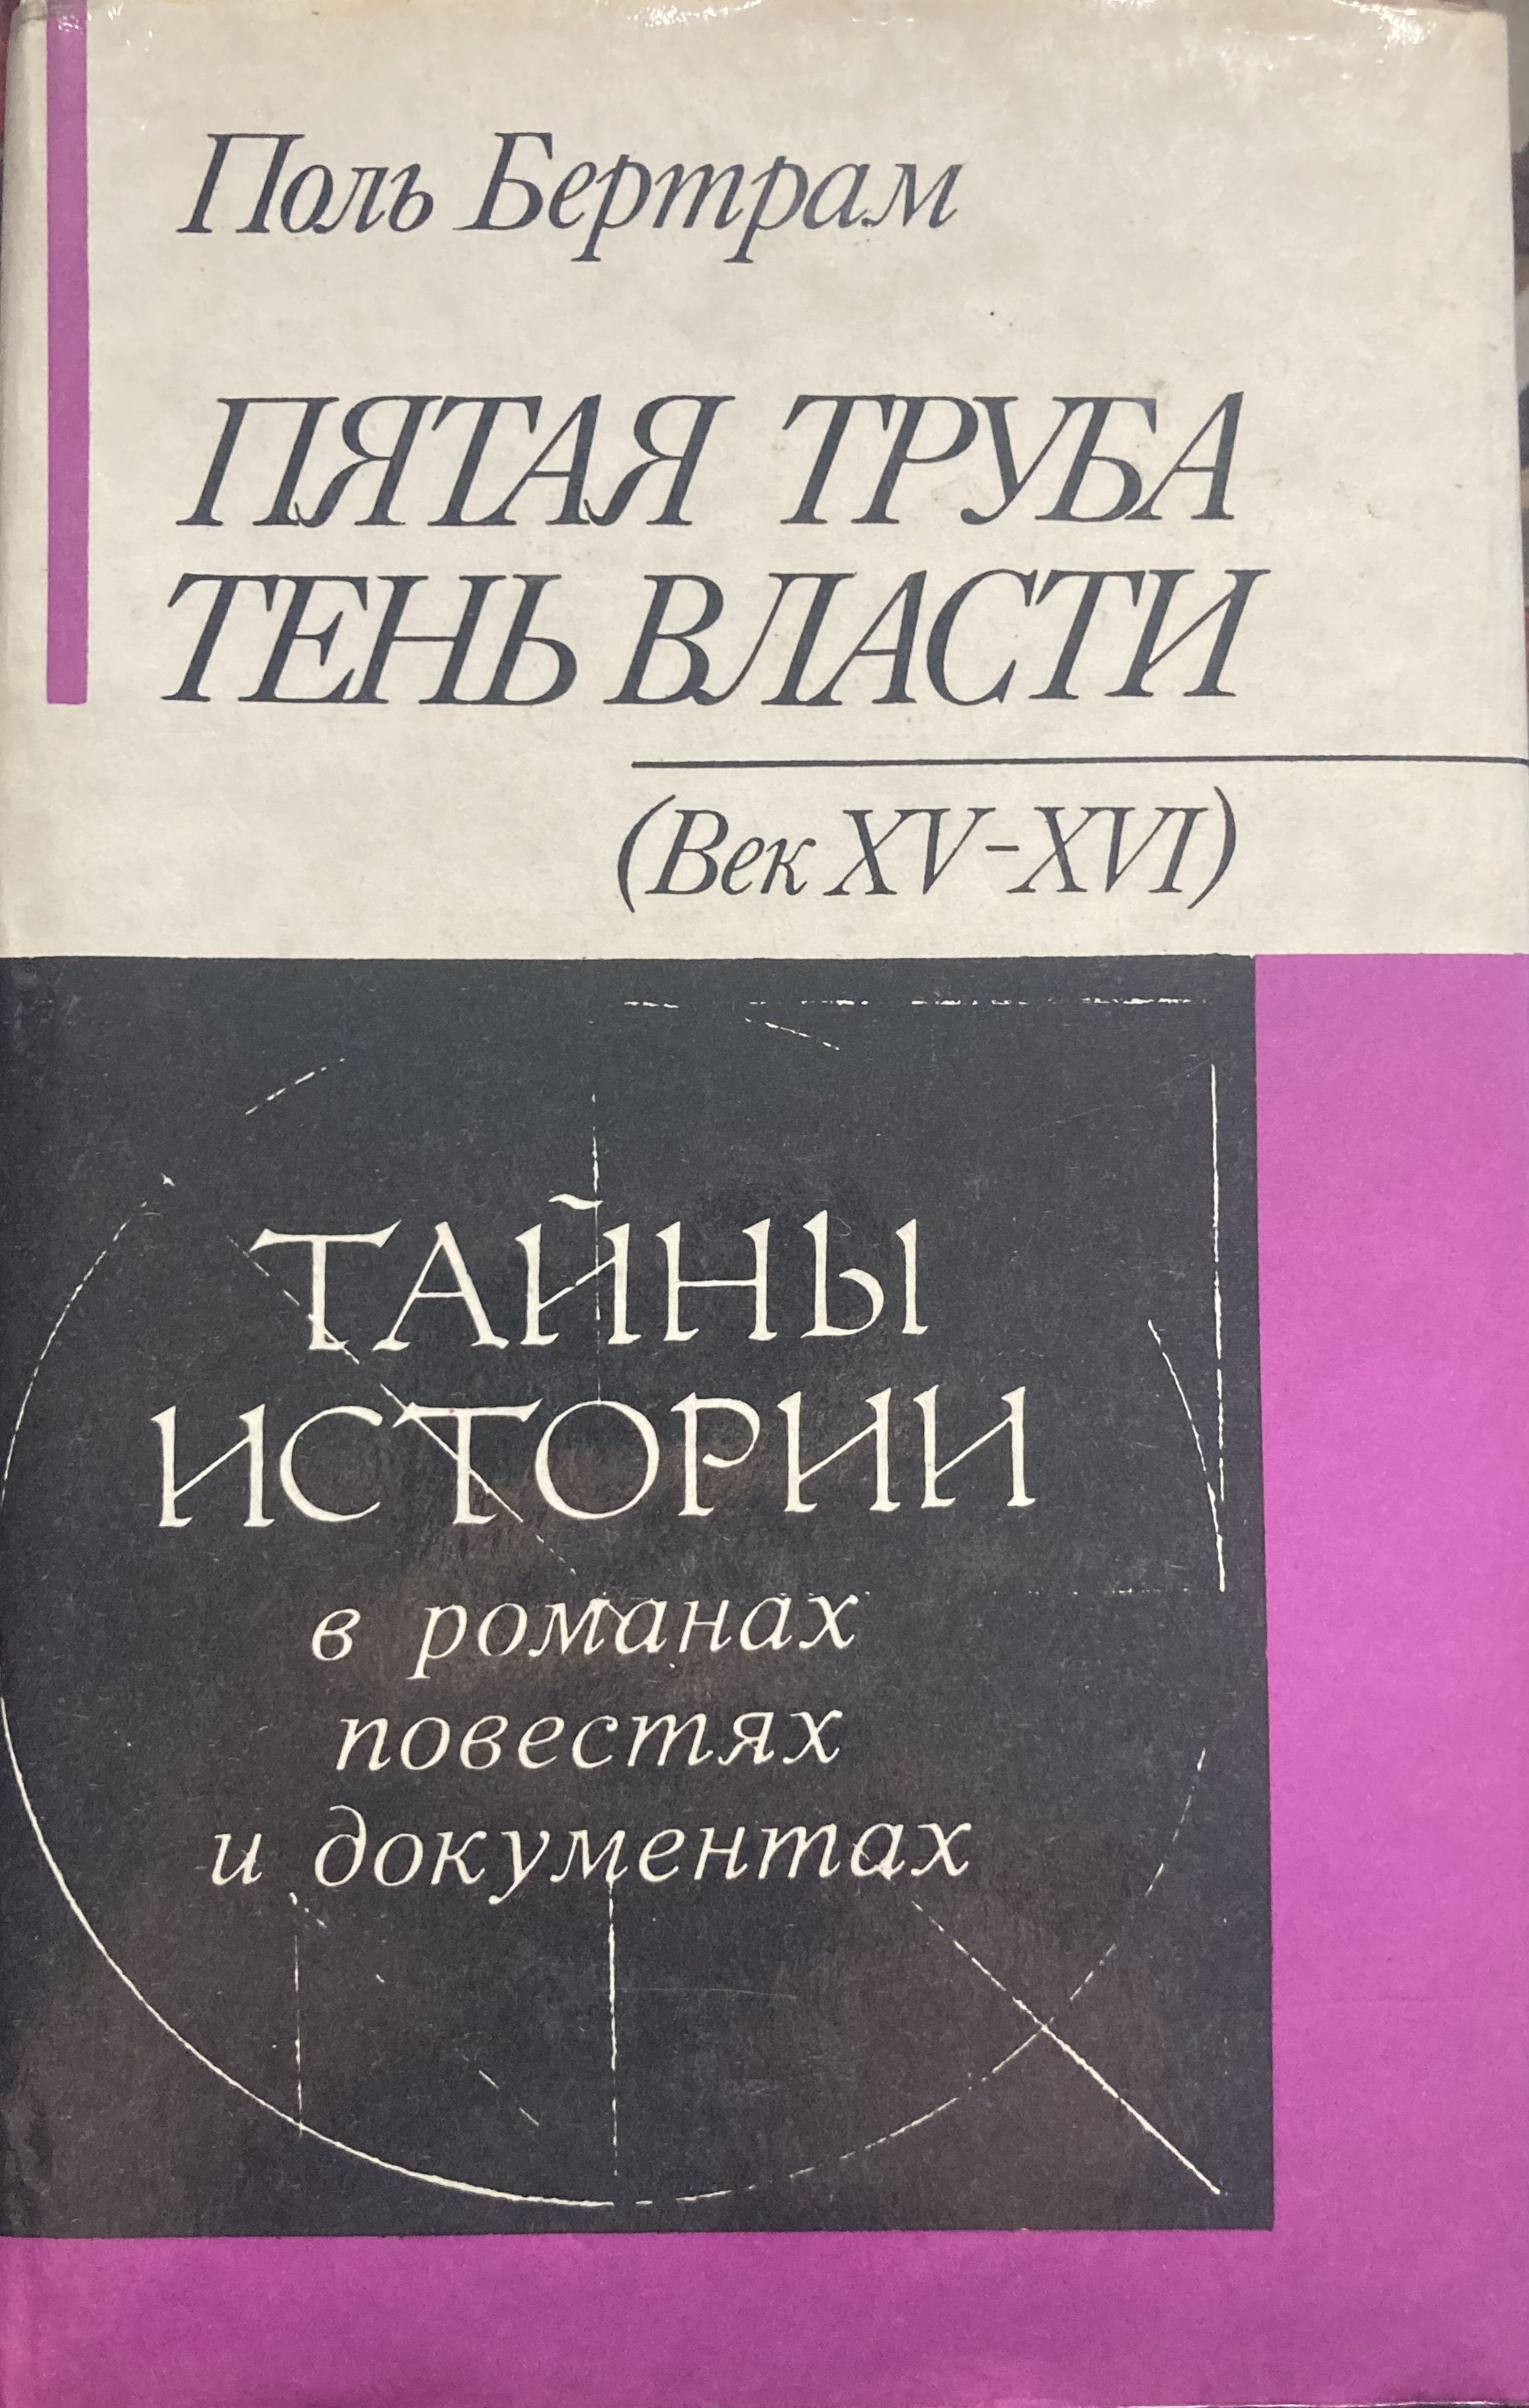 Поль Бертрам
ПЯТАЯ ТРУБА
ТЕНЬ ВЛАСТИ
(Век XV-XVI)
ТАЙНЫ
ИСТОРИИ
в романах
повестях
и документах